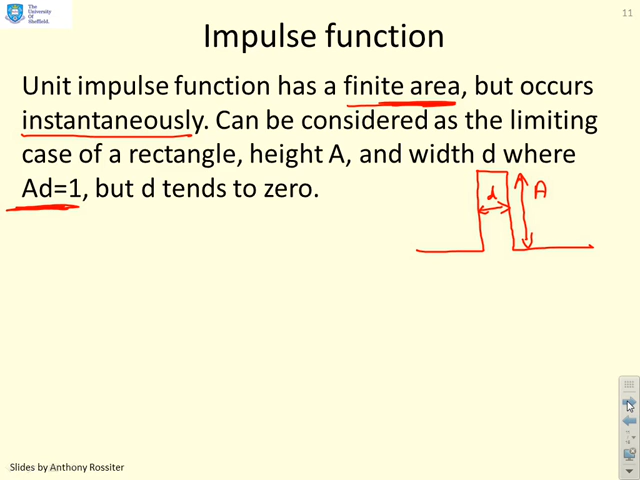 The
University
Of
Sheffield.
11
Impulse function
Unit impulse function has a finite area, but occurs
instantaneously. Can be considered as the limiting
case of a rectangle, height A, and width d where
Ad=1, but d tends to zero.
d
A
Slides by Anthony Rossiter